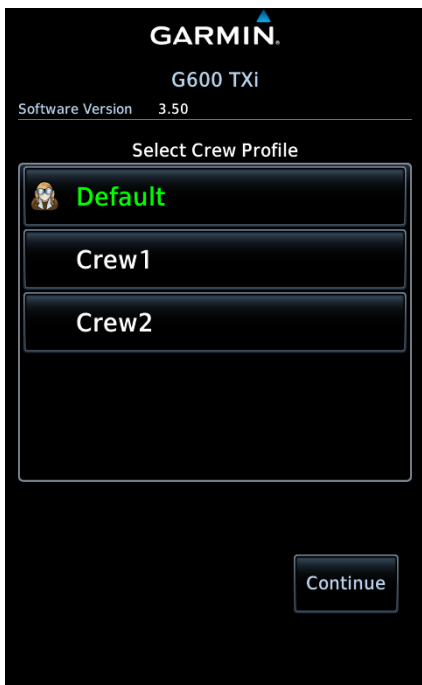 GARMIN.
G600 TXi
Software Version 3.50
Select Crew Profile
Default
Crew1
Crew2
Continue